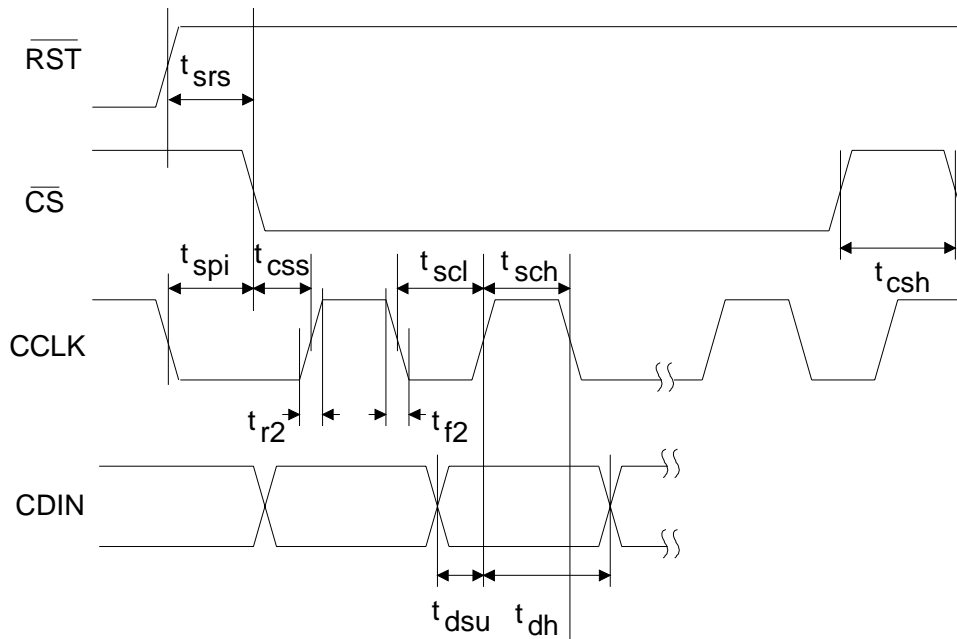 RST
t srs
CS
t spi
t css
t scl
t sch
t csh
CCLK
t r2
t f2
CDIN
t dsu
t dh